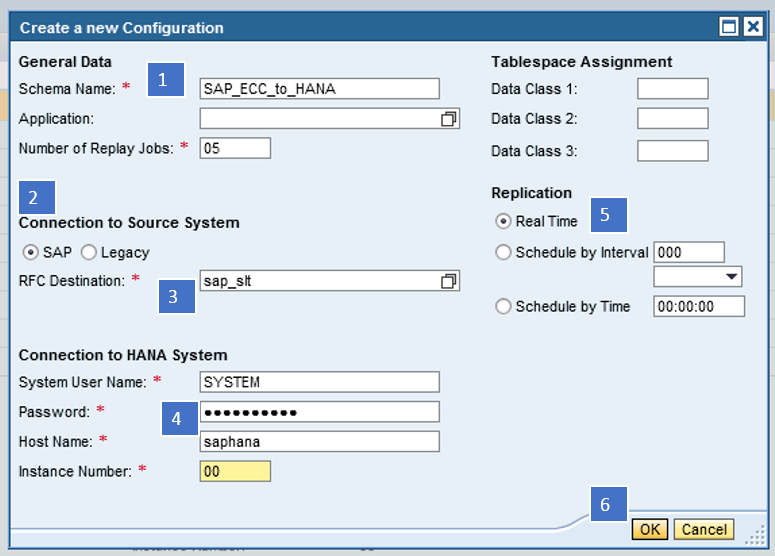 Create a new Configuration
General Data
1
Schema Name: * SAP_ECC_to_HANA
Application:
Number of Replay Jobs: * 05
2
Connection to Source System
SAP Legacy
RFC Destination: * sap_slt
3
Connection to HANA System
System User Name: * SYSTEM
Password: * ●●●●●●●●●●
4
Host Name: * saphana
Instance Number: * 00
Tablespace Assignment
Data Class 1:
Data Class 2:
Data Class 3:
Replication
Real Time
5
Schedule by Interval 000
Schedule by Time 00:00:00
6
OK Cancel